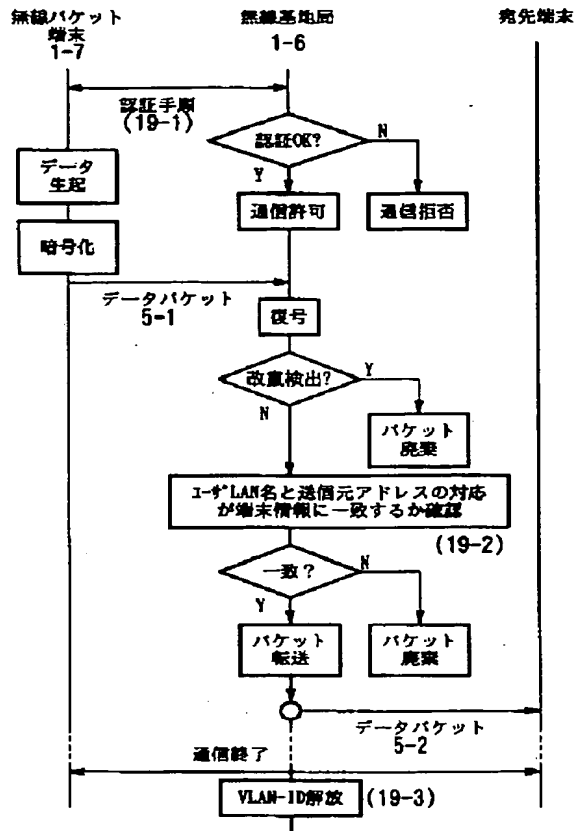 無線パケット
端末
1-7
無線基地局
1-6
宛先端末
認証手順
(19-1)
認証OK?
N
Y
データ
生起
通信許可
通信拒否
暗号化
データパケット
5-1
復号
改竄検出?
Y
N
パケット
廃棄
ユーザLAN名と送信元アドレスの対応
が端末情報に一致するか確認
(19-2)
一致?
N
Y
パケット
転送
パケット
廃棄
データパケット
5-2
通信終了
VLAN-ID解放
(19-3)